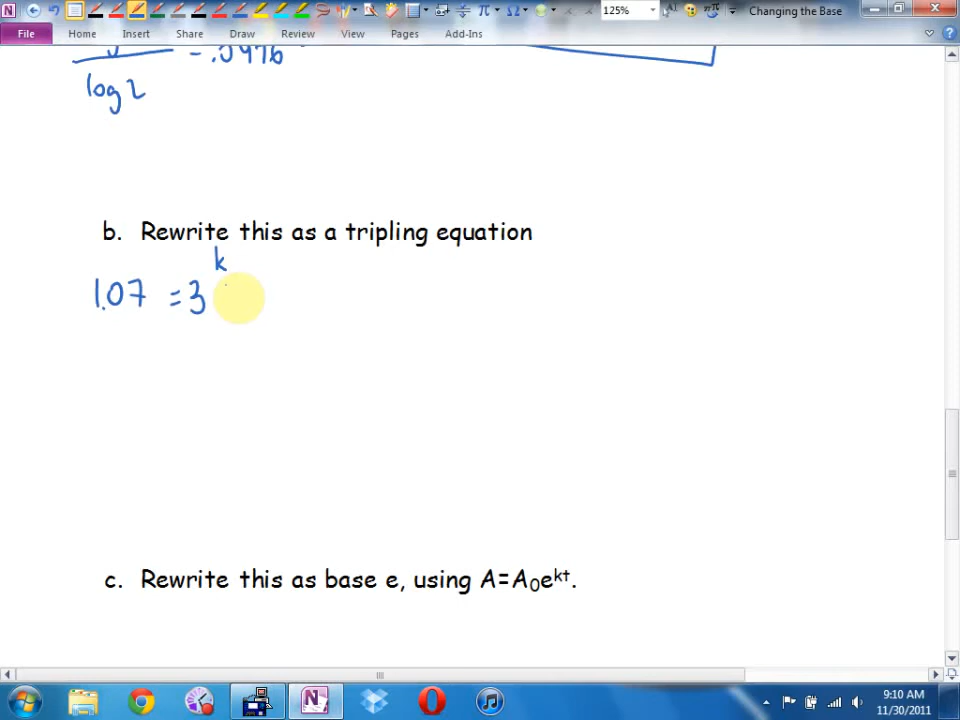 125%
Changing the Base
File Home Insert Share Draw Review View Pages Add-Ins
= .0976
log 2
b. Rewrite this as a tripling equation
1.07 = 3^k
c. Rewrite this as base e, using A=A₀e^kt.
9:10 AM
11/30/2011